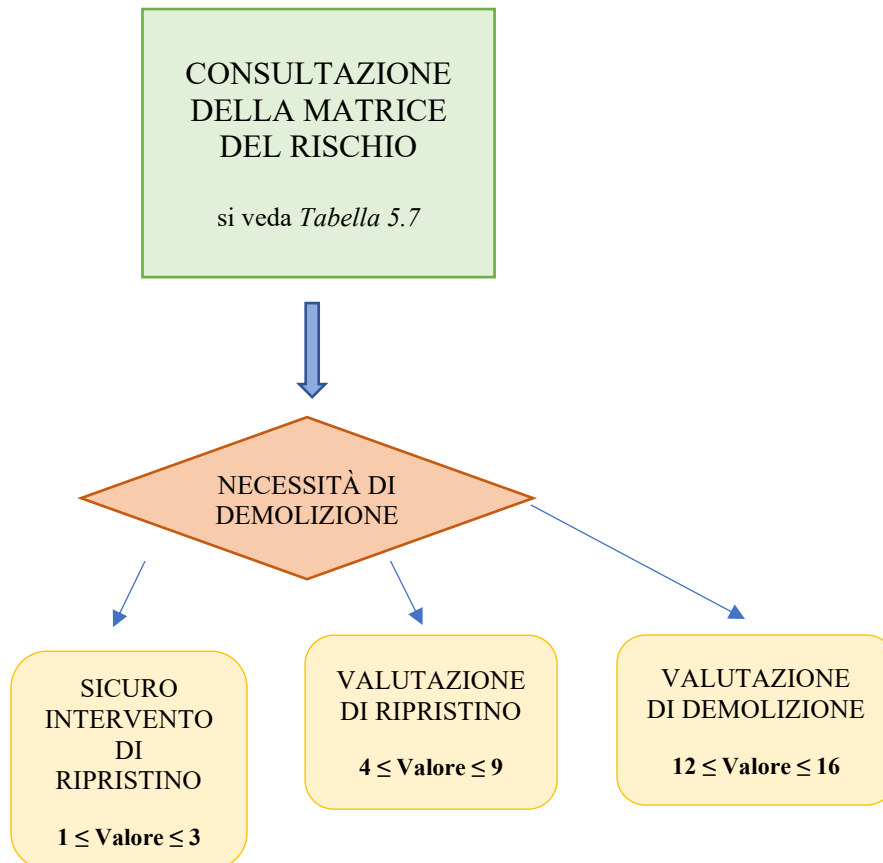 CONSULTAZIONE
DELLA MATRICE
DEL RISCHIO
si veda Tabella 5.7
NECESSITÀ DI
DEMOLIZIONE
SICURO
INTERVENTO
DI
RIPRISTINO
1 ≤ Valore ≤ 3
VALUTAZIONE
DI RIPRISTINO
4 ≤ Valore ≤ 9
VALUTAZIONE
DI DEMOLIZIONE
12 ≤ Valore ≤ 16